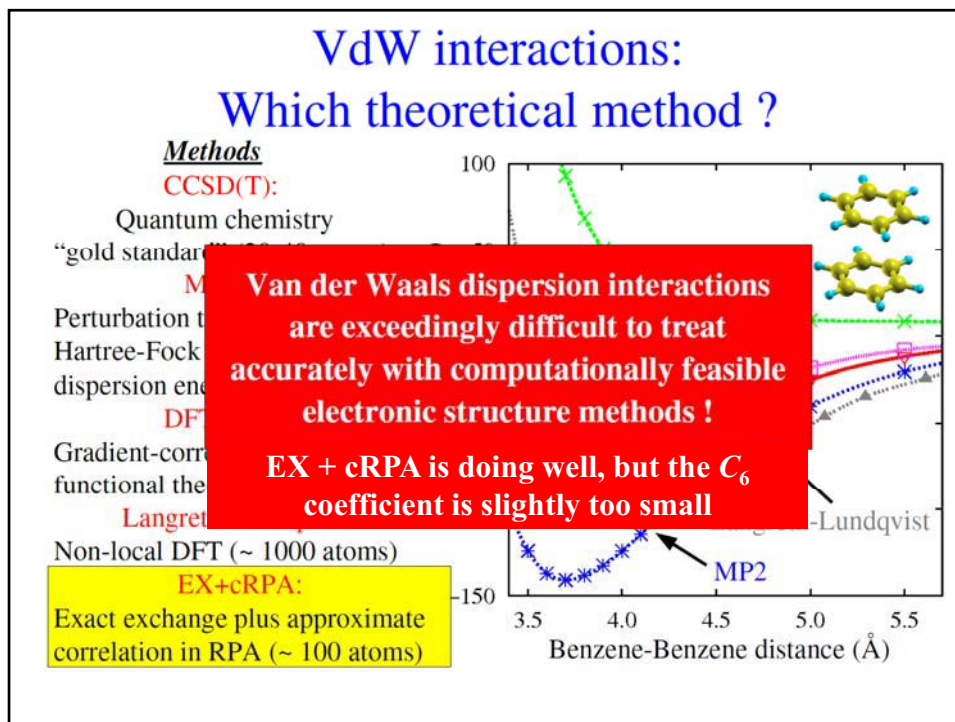 VdW interactions:
Which theoretical method ?
Methods
CCSD(T):
Quantum chemistry
“gold standard”
M
Perturbation t
Hartree-Fock
dispersion ene
DFT
Gradient-corre
functional the
Langret
Non-local DFT (~ 1000 atoms)
EX+cRPA:
Exact exchange plus approximate
correlation in RPA (~ 100 atoms)
Van der Waals dispersion interactions
are exceedingly difficult to treat
accurately with computationally feasible
electronic structure methods !
EX + cRPA is doing well, but the C6
coefficient is slightly too small
100
-150
-Lundqvist
MP2
3.5 4.0 4.5 5.0 5.5
Benzene-Benzene distance (Å)